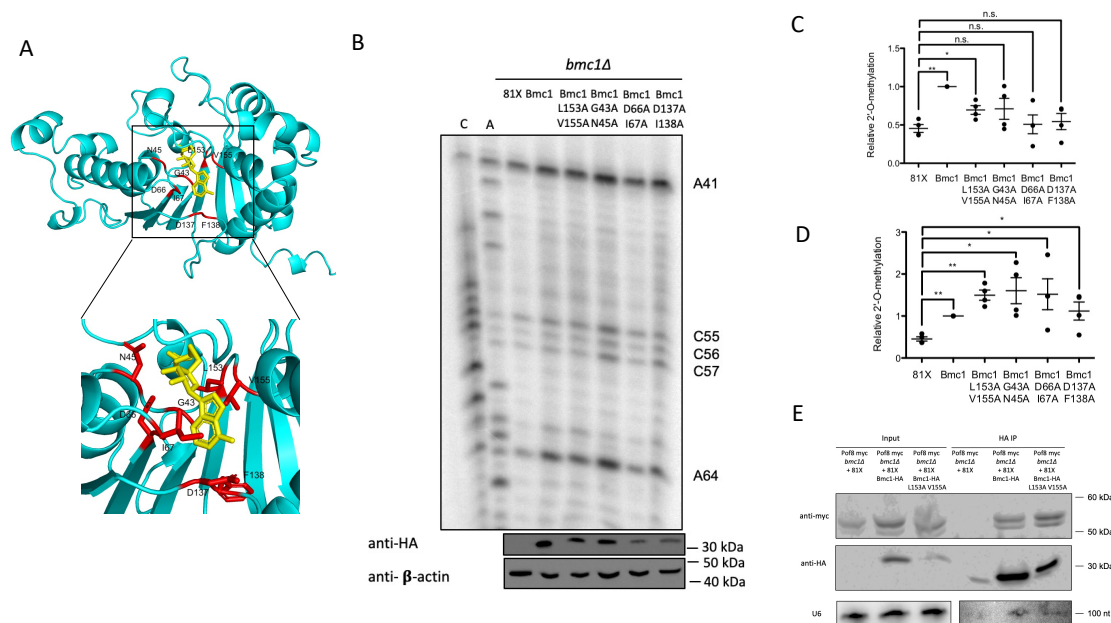 A
N45
L153
V155
G43
D66
I67
D137
F138
N45
L153
V155
G43
D66
I67
F138
D137
B
bmc1Δ
81X Bmc1 Bmc1 Bmc1 Bmc1 Bmc1
L153A G43A D66A D137A
V155A N45A I67A I138A
C A
A41
C55
C56
C57
A64
anti-HA
30 kDa
50 kDa
anti- β-actin
40 kDa
C
n.s.
n.s.
n.s.
*
**
Relative 2'-O-methylation
1.5
1.0
0.5
0.0
81X Bmc1 Bmc1 Bmc1 Bmc1 Bmc1
L153A G43A D66A D137A
V155A N45A I67A F138A
D
*
*
*
**
**
Relative 2'-O-methylation
3
2
1
0
81X Bmc1 Bmc1 Bmc1 Bmc1 Bmc1
L153A G43A D66A D137A
V155A N45A I67A F138A
E
Input HA IP
Pof8 myc Pof8 myc Pof8 myc Pof8 myc Pof8 myc Pof8 myc
bmc1Δ bmc1Δ bmc1Δ bmc1Δ bmc1Δ bmc1Δ
+ 81X + 81X + 81X + 81X + 81X + 81X
Bmc1-HA Bmc1-HA Bmc1-HA Bmc1-HA
L153A V155A L153A V155A
60 kDa
anti-myc
50 kDa
anti-HA
30 kDa
U6
100 nt